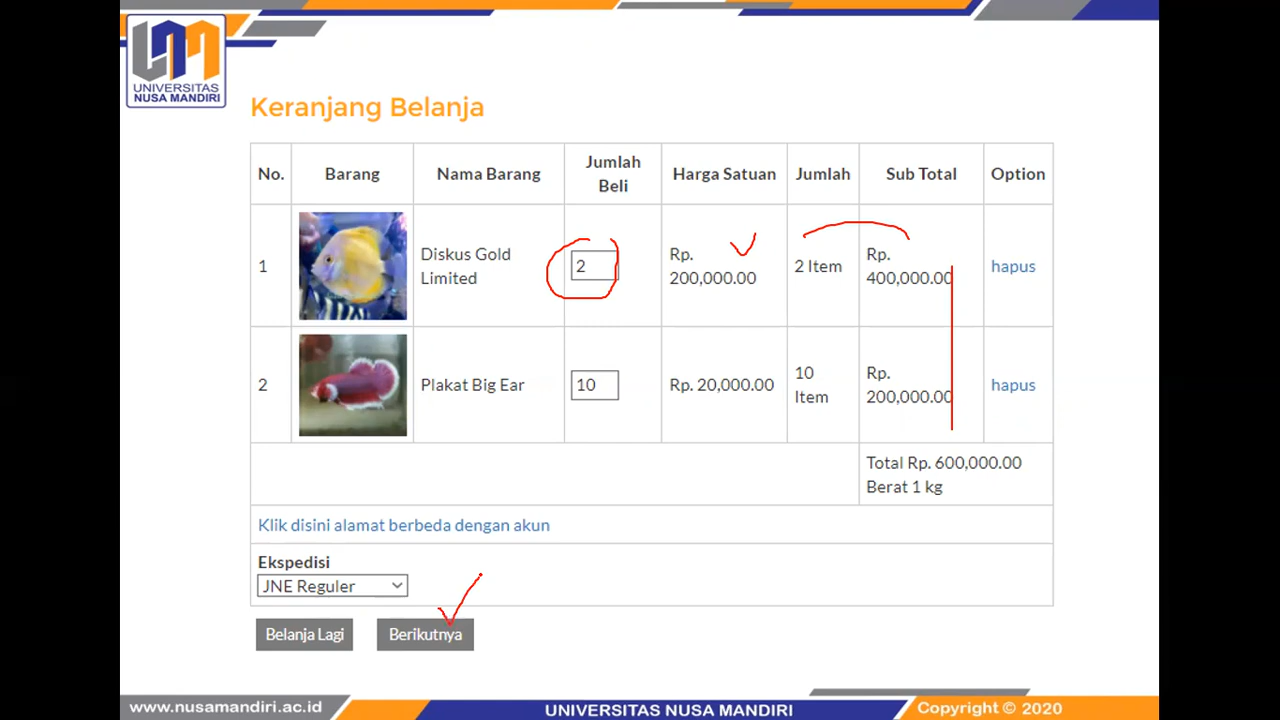 UNIVERSITAS
NUSA MANDIRI
Keranjang Belanja
No. Barang Nama Barang Jumlah Beli Harga Satuan Jumlah Sub Total Option
1 Diskus Gold Limited 2 Rp. 200,000.00 2 Item Rp. 400,000.00 hapus
2 Plakat Big Ear 10 Rp. 20,000.00 10 Item Rp. 200,000.00 hapus
Total Rp. 600,000.00
Berat 1 kg
Klik disini alamat berbeda dengan akun
Ekspedisi
JNE Reguler
Belanja Lagi Berikutnya
www.nusamandiri.ac.id UNIVERSITAS NUSA MANDIRI Copyright © 2020